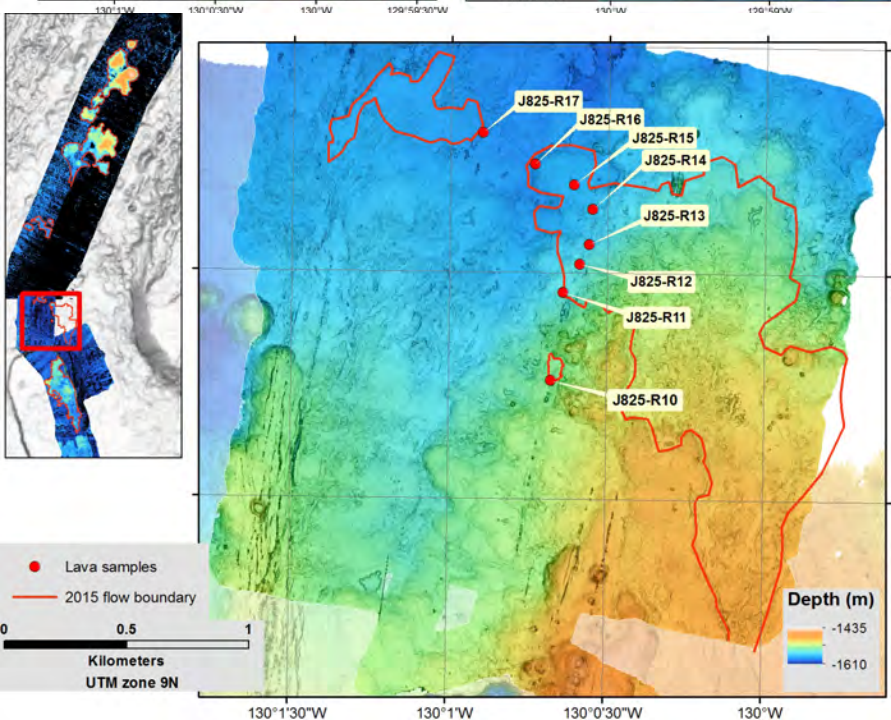 130°1'W 130°0'30"W 130°W 129°59'30"W 130°W 129°59'W
J825-R17
J825-R16
J825-R15
J825-R14
J825-R13
J825-R12
J825-R11
J825-R10
Lava samples
2015 flow boundary
0 0.5 1
Kilometers
UTM zone 9N
Depth (m)
-1435
-1610
130°1'30"W 130°1'W 130°0'30"W 130°W